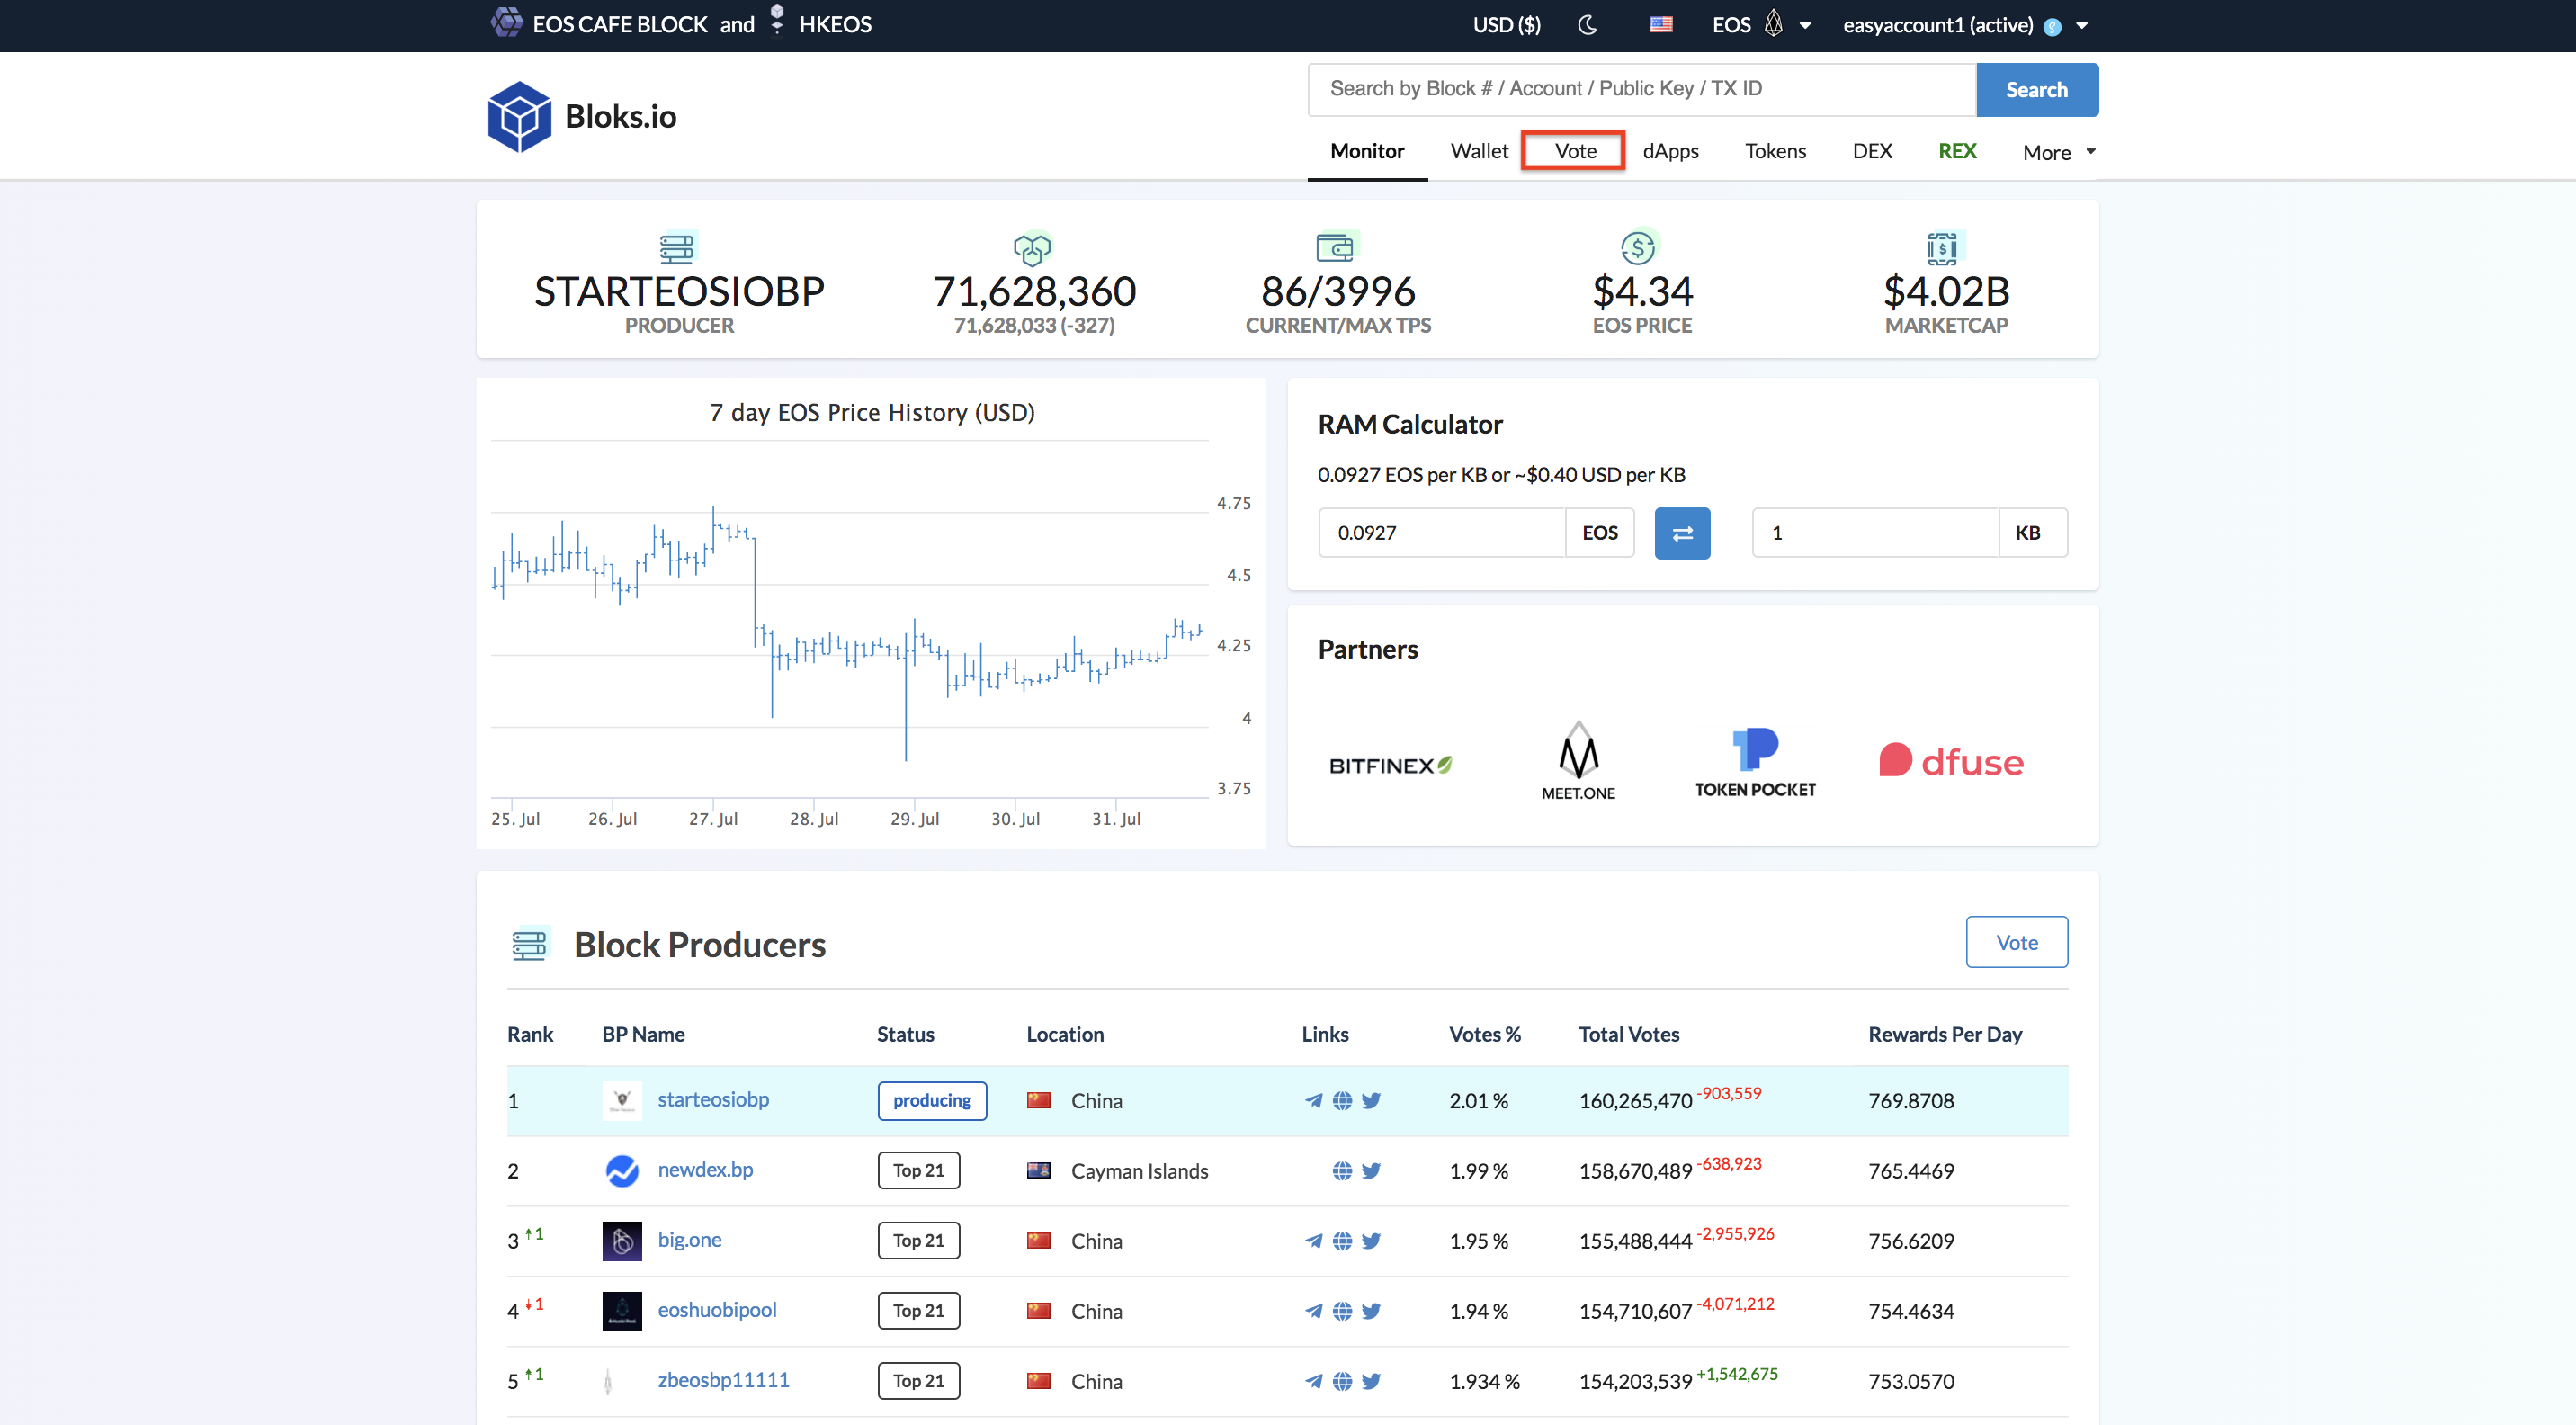 EOS CAFE BLOCK and HKEOS
USD ($) EOS easyaccount1 (active)
Bloks.io
Search by Block # / Account / Public Key / TX ID Search
Monitor Wallet Vote dApps Tokens DEX REX More
STARTEOSIOBP 71,628,360 86/3996 $4.34 $4.02B
PRODUCER 71,628,033 (-327) CURRENT/MAX TPS EOS PRICE MARKETCAP
7 day EOS Price History (USD)
4.75
4.5
4.25
4
3.75
25. Jul 26. Jul 27. Jul 28. Jul 29. Jul 30. Jul 31. Jul
RAM Calculator
0.0927 EOS per KB or ~$0.40 USD per KB
0.0927 EOS 1 KB
Partners
BITFINEX MEET.ONE TOKEN POCKET dfuse
Block Producers Vote
Rank BP Name Status Location Links Votes % Total Votes Rewards Per Day
1 starteosiobp producing China 2.01 % 160,265,470 -903,559 769.8708
2 newdex.bp Top 21 Cayman Islands 1.99 % 158,670,489 -638,923 765.4469
3 1 big.one Top 21 China 1.95 % 155,488,444 -2,955,926 756.6209
4 1 eoshuobipool Top 21 China 1.94 % 154,710,607 -4,071,212 754.4634
5 1 zbeosbp11111 Top 21 China 1.934 % 154,203,539 +1,542,675 753.0570